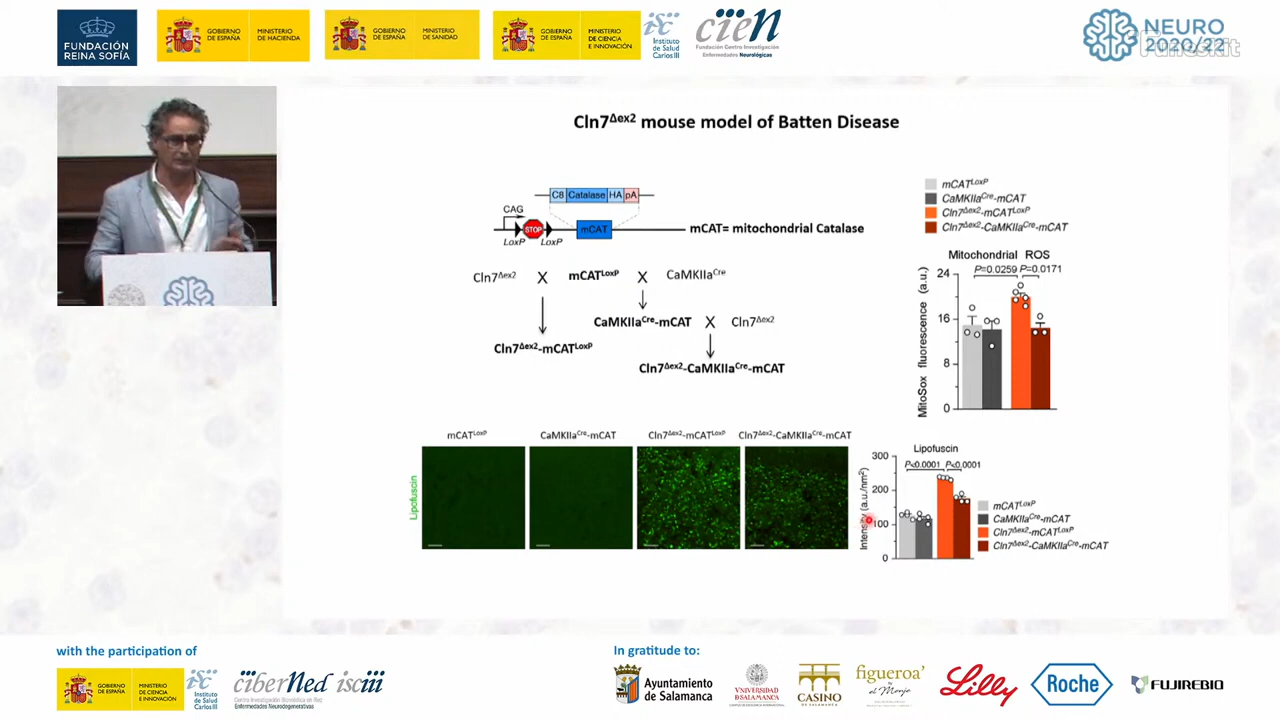 FUNDACIÓN
REINA SOFÍA
GOBIERNO
DE ESPAÑA
MINISTERIO
DE HACIENDA
GOBIERNO
DE ESPAÑA
MINISTERIO
DE SANIDAD
GOBIERNO
DE ESPAÑA
MINISTERIO
DE CIENCIA
E INNOVACIÓN
isc
Instituto
de Salud
Carlos III
cien
Fundación Centro Investigación
Enfermedades Neurológicas
NEURO
2020/22
Cln7Δex2 mouse model of Batten Disease
C8 Catalase HA pA
CAG
STOP
mCAT
LoxP LoxP
mCAT= mitochondrial Catalase
Cln7Δex2 X mCATLoxP X CaMKIIaCre
CaMKIIaCre-mCAT X Cln7Δex2
Cln7Δex2-mCATLoxP
Cln7Δex2-CaMKIIaCre-mCAT
mCATLoxP
CaMKIIaCre-mCAT
Cln7Δex2-mCATLoxP
Cln7Δex2-CaMKIIaCre-mCAT
Mitochondrial ROS
P=0.0259 P=0.0171
MitoSox fluorescence (a.u.)
24
16
8
0
mCATLoxP CaMKIIaCre-mCAT Cln7Δex2-mCATLoxP Cln7Δex2-CaMKIIaCre-mCAT
Lipofuscin
Lipofuscin
P<0.0001 P<0.0001
Intensity (a.u./nm2)
300
200
100
0
mCATLoxP
CaMKIIaCre-mCAT
Cln7Δex2-mCATLoxP
Cln7Δex2-CaMKIIaCre-mCAT
with the participation of
GOBIERNO
DE ESPAÑA
MINISTERIO
DE CIENCIA
E INNOVACIÓN
isc
Instituto
de Salud
Carlos III
ciberned isciii
Centro Investigación Biomédica en Red
Enfermedades Neurodegenerativas
In gratitude to:
Ayuntamiento
de Salamanca
VNIVERSIDAD
D SALAMANCA
CASINO
DE SALAMANCA
figueroa'
by
el Monje
Lilly
Roche
FUJIREBIO